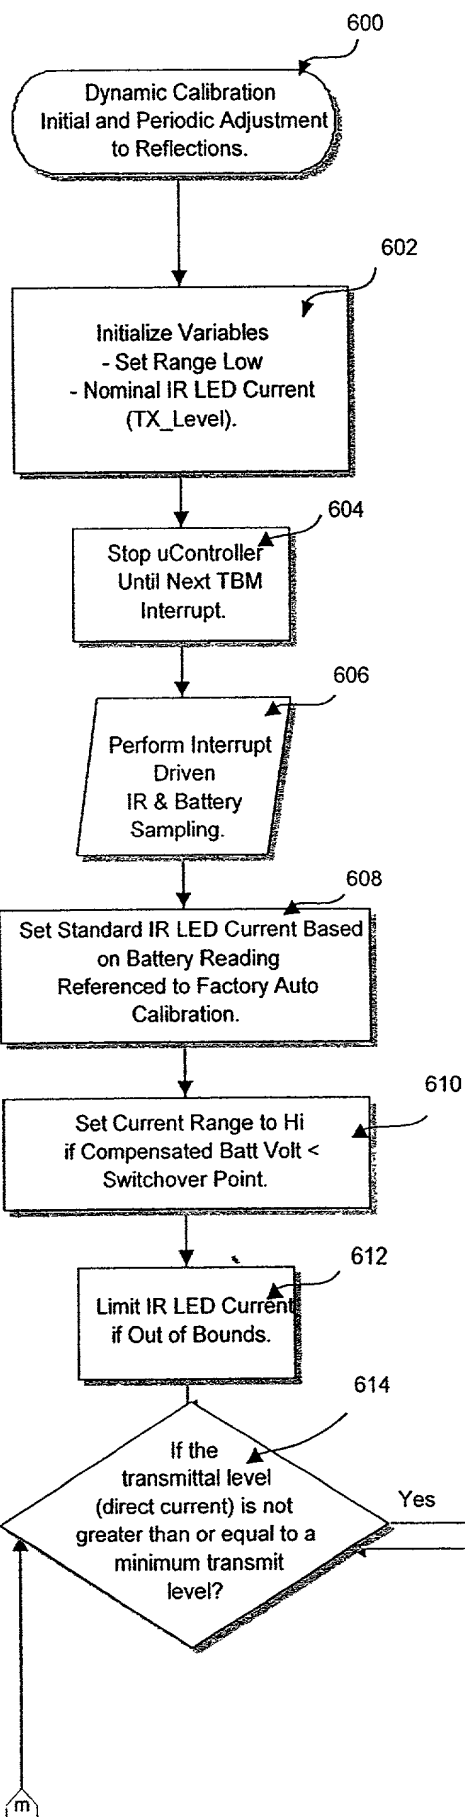 600
Dynamic Calibration
Initial and Periodic Adjustment
to Reflections.
602
Initialize Variables
- Set Range Low
- Nominal IR LED Current
(TX_Level).
604
Stop uController
Until Next TBM
Interrupt.
606
Perform Interrupt
Driven
IR & Battery
Sampling.
608
Set Standard IR LED Current Based
on Battery Reading
Referenced to Factory Auto
Calibration.
610
Set Current Range to Hi
if Compensated Batt Volt <
Switchover Point.
612
Limit IR LED Current
if Out of Bounds.
614
If the
transmittal level
(direct current) is not
greater than or equal to a
minimum transmit
level?
Yes
m